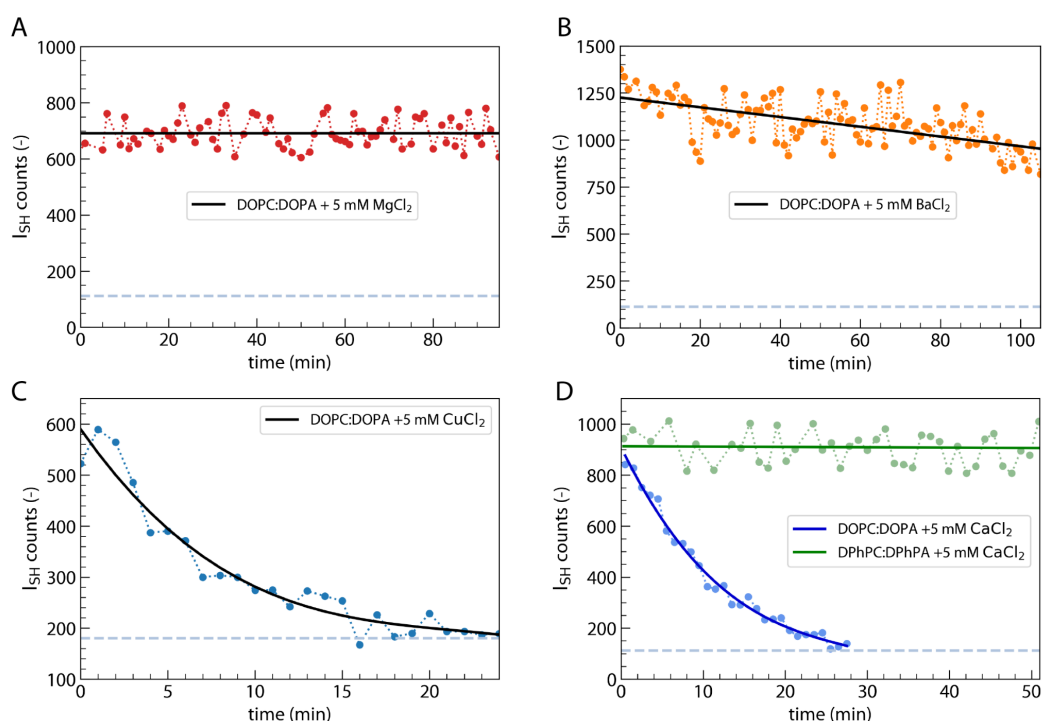 A
1000
800
600
400
200
0
I_SH counts (-)
DOPC:DOPA + 5 mM MgCl₂
0 20 40 60 80
time (min)
B
1500
1250
1000
750
500
250
0
I_SH counts (-)
DOPC:DOPA + 5 mM BaCl₂
0 20 40 60 80 100
time (min)
C
600
500
400
300
200
100
I_SH counts (-)
DOPC:DOPA +5 mM CuCl₂
0 5 10 15 20
time (min)
D
1000
800
600
400
200
0
I_SH counts (-)
DOPC:DOPA +5 mM CaCl₂
DPhPC:DPhPA +5 mM CaCl₂
0 10 20 30 40 50
time (min)